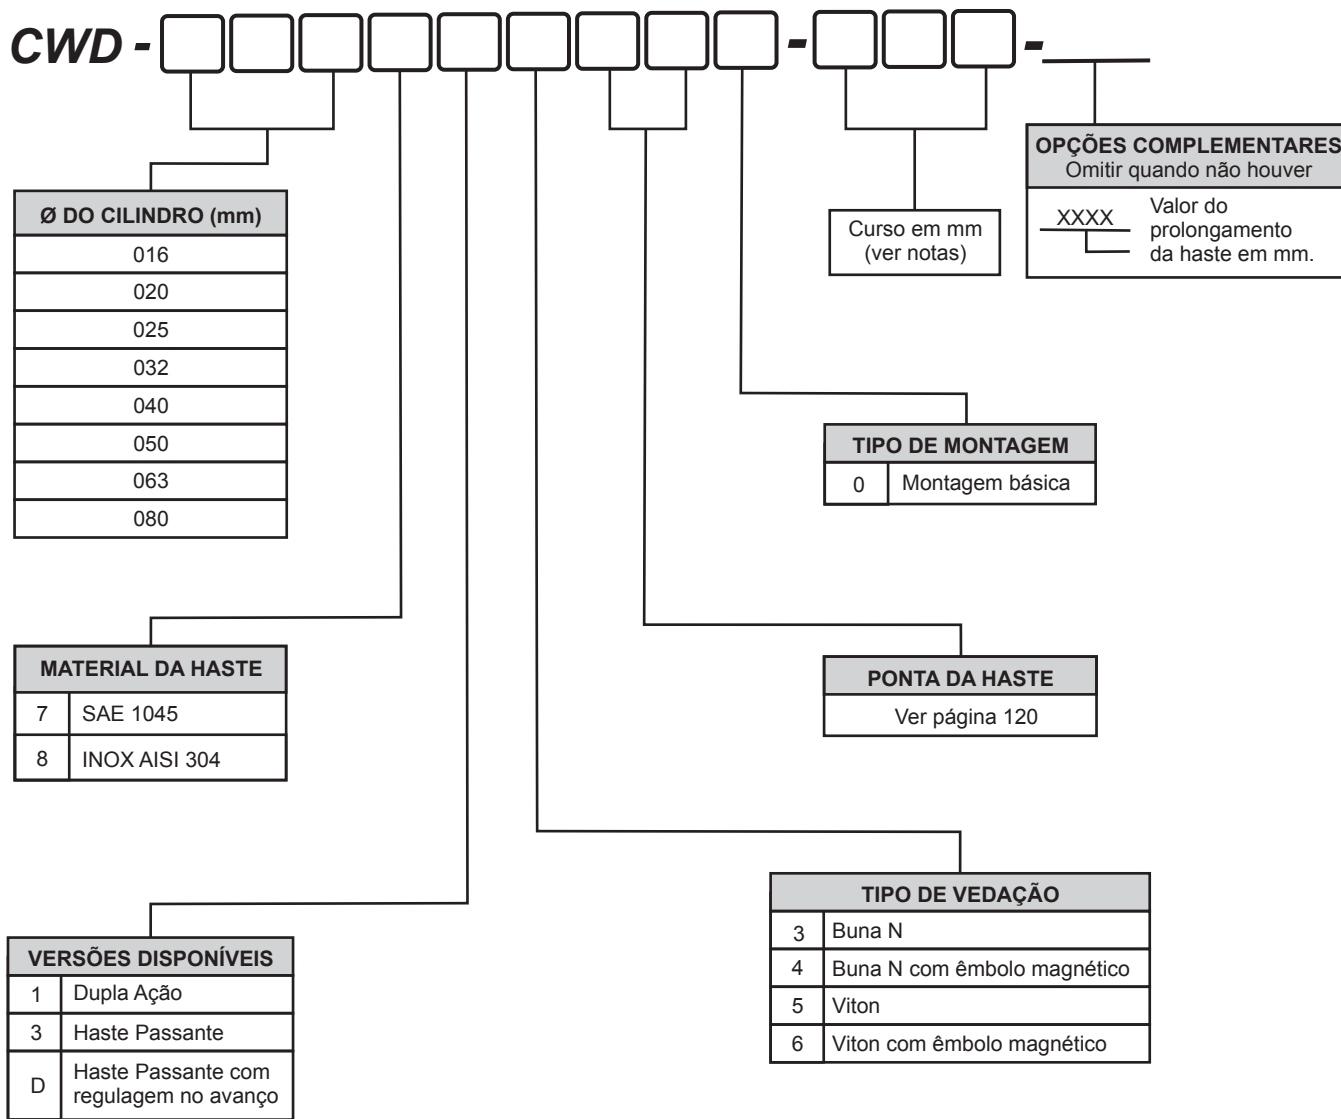 CWD - -  -
OPÇÕES COMPLEMENTARES
Omitir quando não houver
XXXX
Valor do
prolongamento
da haste em mm.
Ø DO CILINDRO (mm)
016
020
025
032
040
050
063
080
Curso em mm
(ver notas)
TIPO DE MONTAGEM
0 Montagem básica
MATERIAL DA HASTE
7 SAE 1045
8 INOX AISI 304
PONTA DA HASTE
Ver página 120
TIPO DE VEDAÇÃO
3 Buna N
4 Buna N com êmbolo magnético
5 Viton
6 Viton com êmbolo magnético
VERSÕES DISPONÍVEIS
1 Dupla Ação
3 Haste Passante
D Haste Passante com
regulagem no avanço